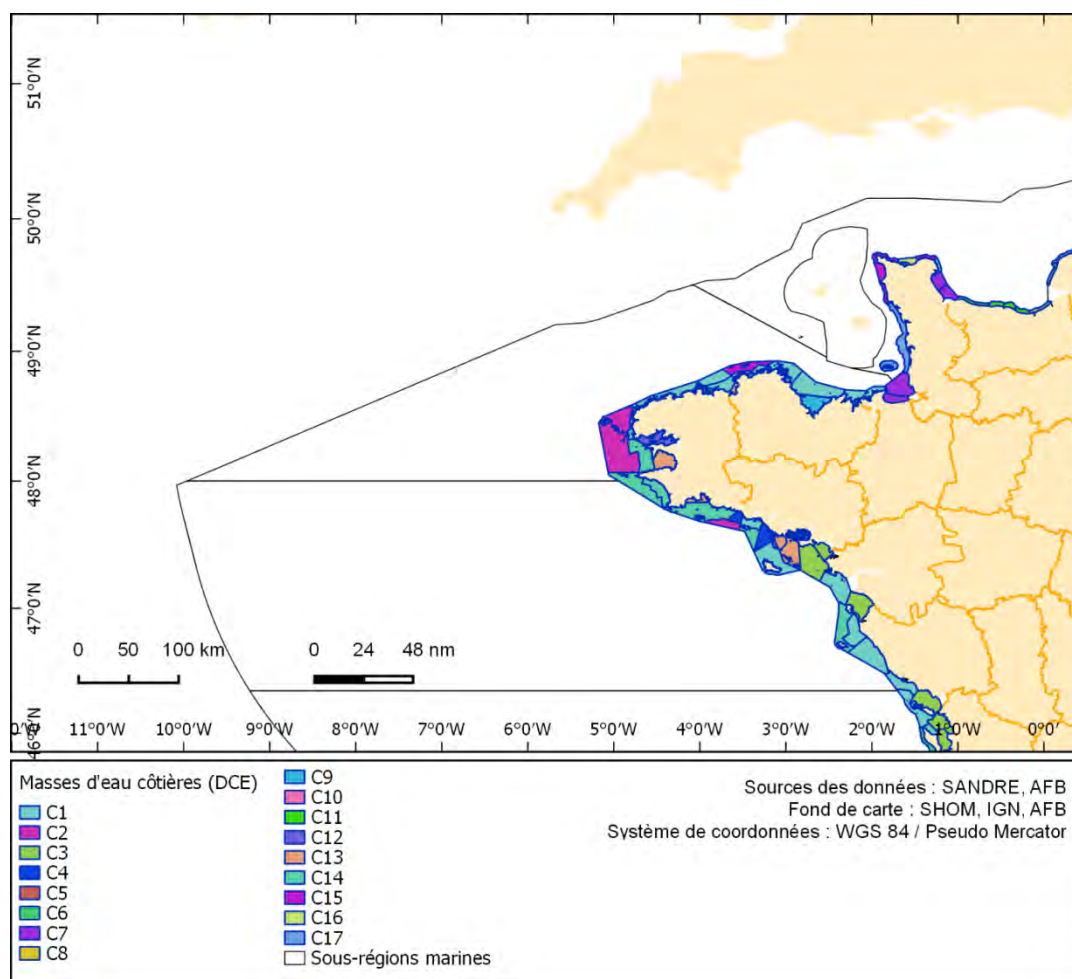 51°0'N
50°0'N
49°0'N
48°0'N
47°0'N
46°0'N
0 50 100 km
0 24 48 nm
11°0'W 10°0'W 9°0'W 8°0'W 7°0'W 6°0'W 5°0'W 4°0'W 3°0'W 2°0'W 1°0'W 0°0'
Masses d'eau côtières (DCE)
C1
C2
C3
C4
C5
C6
C7
C8
C9
C10
C11
C12
C13
C14
C15
C16
C17
Sous-régions marines
Sources des données : SANDRE, AFB
Fond de carte : SHOM, IGN, AFB
Système de coordonnées : WGS 84 / Pseudo Mercator